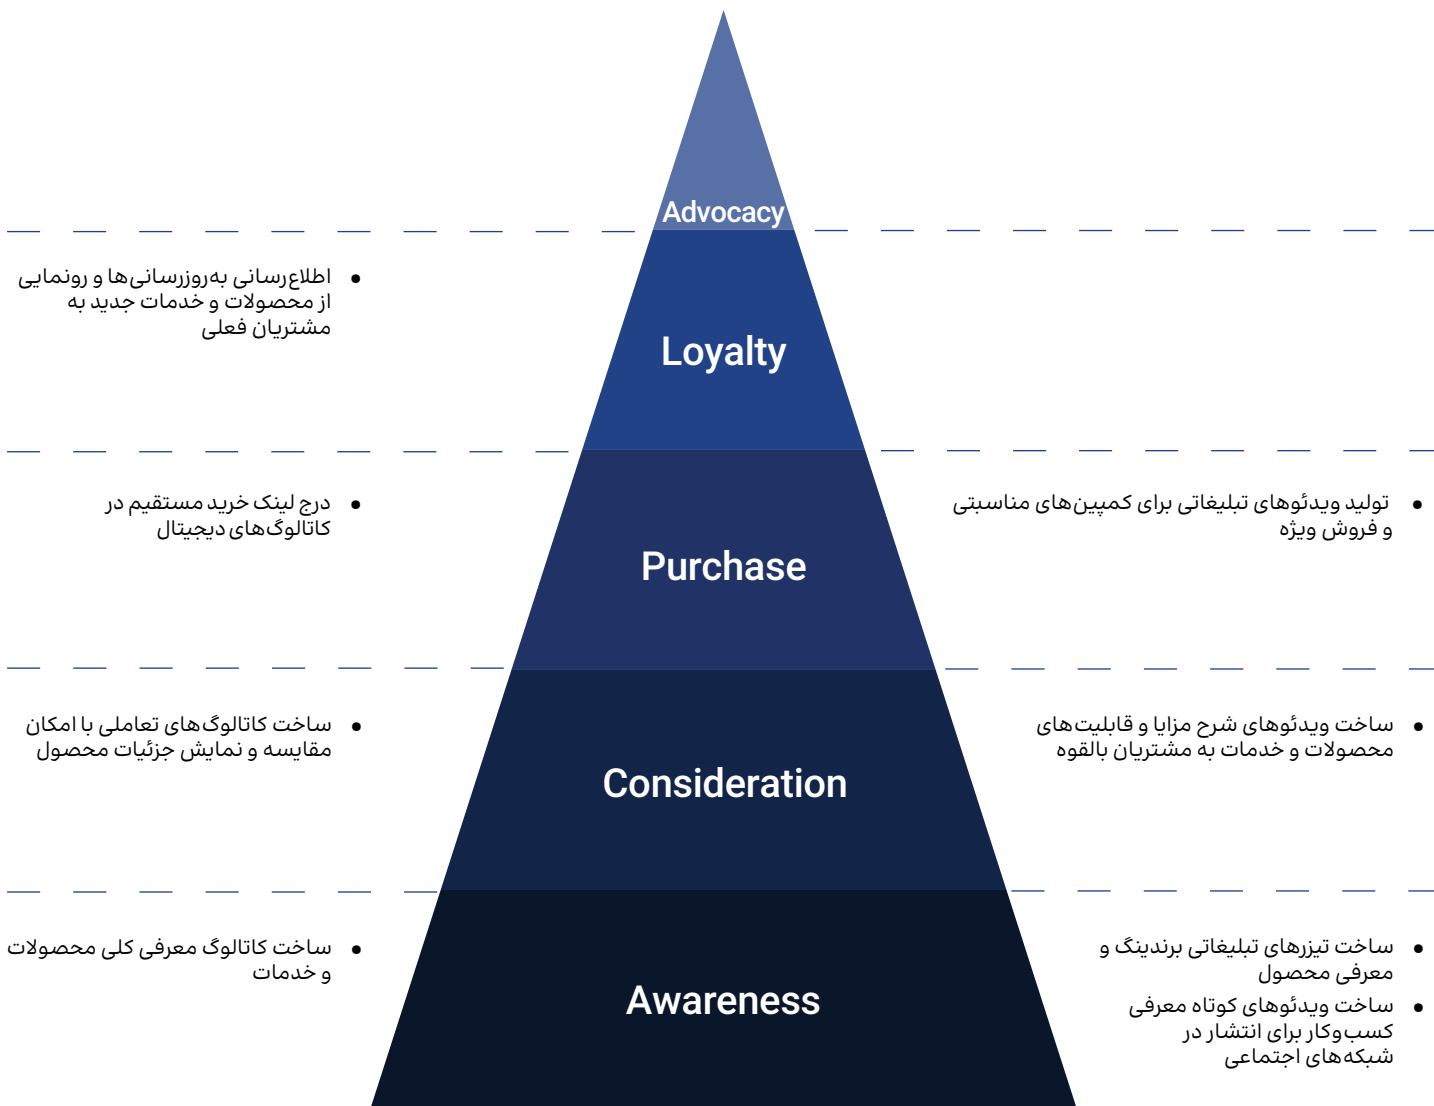 Advocacy
• اطلاع‌رسانی به‌روزرسانی‌ها و رونمایی
از محصولات و خدمات جدید به
مشتریان فعلی
Loyalty
• تولید ویدئوهای تبلیغاتی برای کمپین‌های مناسبتی
و فروش ویژه
Purchase
• درج لینک خرید مستقیم در
کاتالوگ‌های دیجیتال
• ساخت ویدئوهای شرح مزایا و قابلیت‌های
محصولات و خدمات به مشتریان بالقوه
Consideration
• ساخت کاتالوگ‌های تعاملی با امکان
مقایسه و نمایش جزئیات محصول
• ساخت تیزرهای تبلیغاتی برندینگ و
معرفی محصول
• ساخت ویدئوهای کوتاه معرفی
کسب‌وکار برای انتشار در
شبکه‌های اجتماعی
Awareness
• ساخت کاتالوگ معرفی کلی محصولات
و خدمات